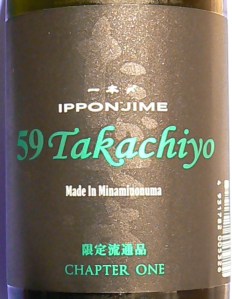 一本〆
IPPONJIME
59 Takachiyo
Made In Minamiuonuma
限定流通品
CHAPTER ONE